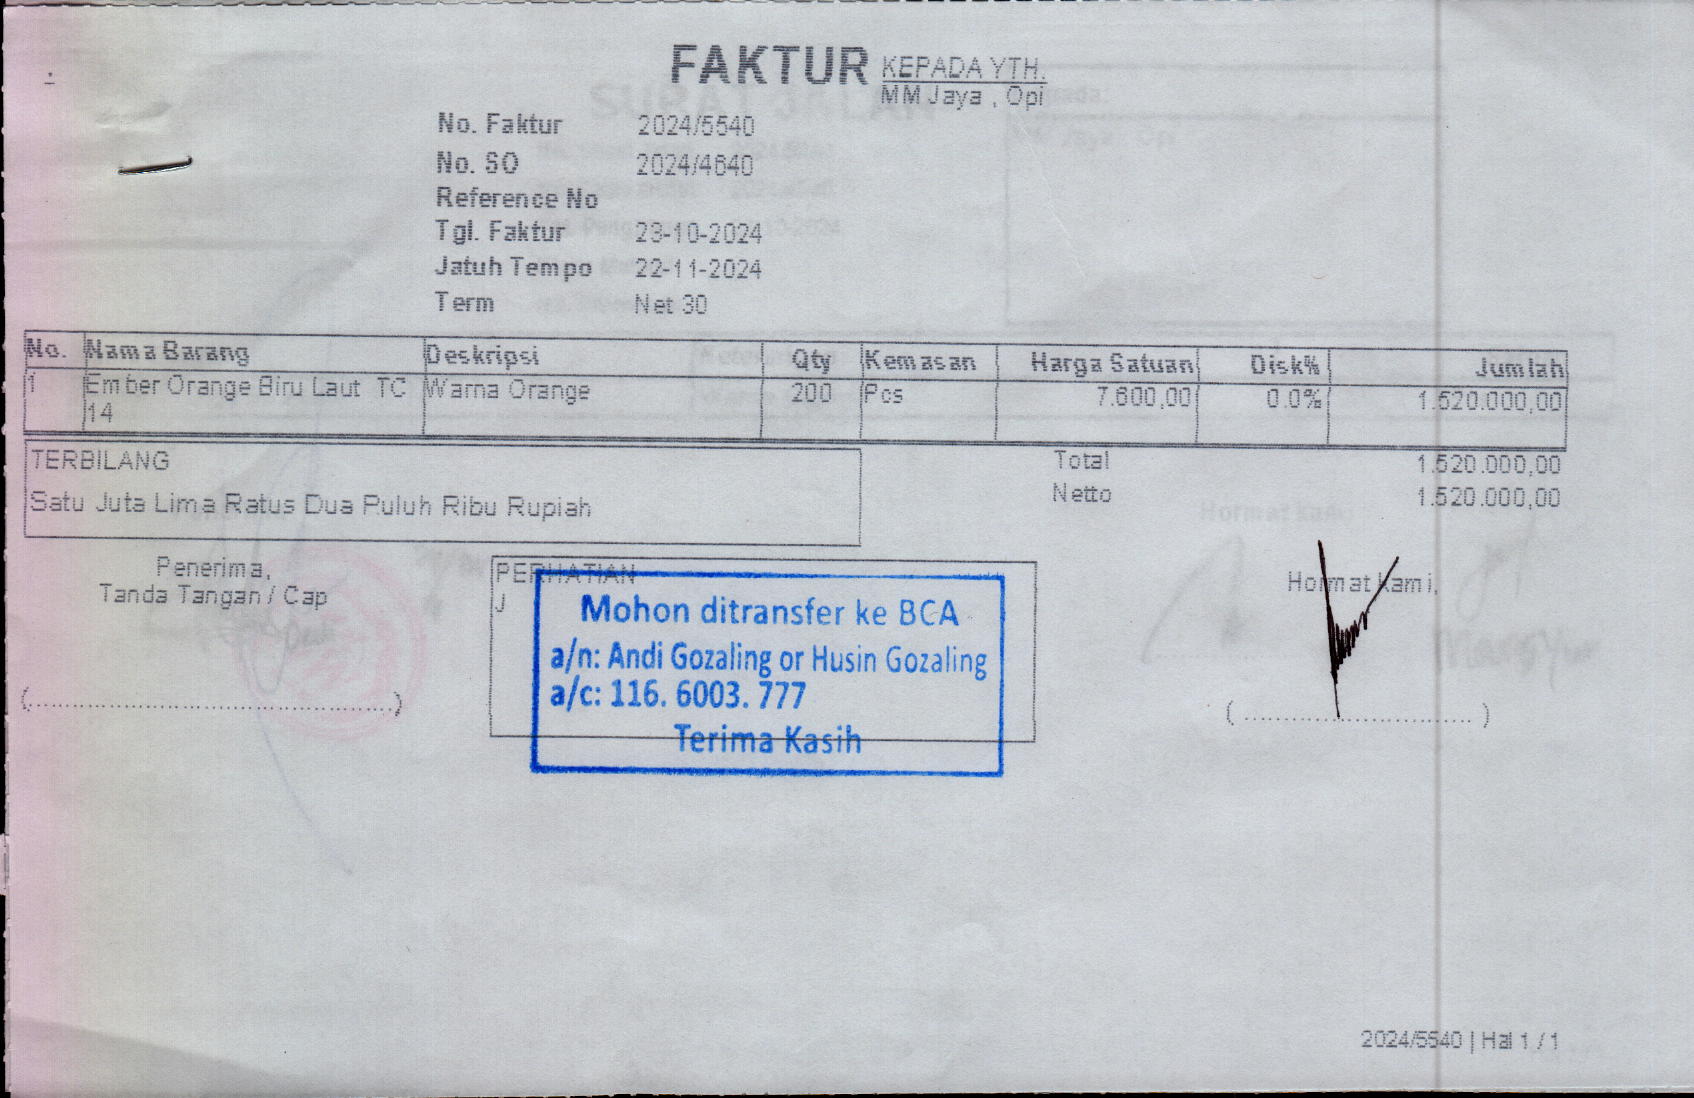 FAKTUR
KEPADA YTH.
MM Jaya , Opi
No. Faktur 2024/5540
No. SO 2024/4640
Reference No
Tgl. Faktur 23-10-2024
Jatuh Tempo 22-11-2024
Term Net 30
No. Nama Barang Deskripsi Qty Kemasan Harga Satuan Disk% Jumlah
1 Ember Orange Biru Laut TC Warna Orange 200 Pcs 7.600,00 0.0% 1.520.000,00
14
TERBILANG Total 1.520.000,00
Satu Juta Lima Ratus Dua Puluh Ribu Rupiah Netto 1.520.000,00
Penerima,
Tanda Tangan / Cap
PERHATIAN
J
Mohon ditransfer ke BCA
a/n: Andi Gozaling or Husin Gozaling
a/c: 116. 6003. 777
Terima Kasih
Hormat kami,
(................................................)
( ............................. )
2024/5540 | Hal 1 / 1